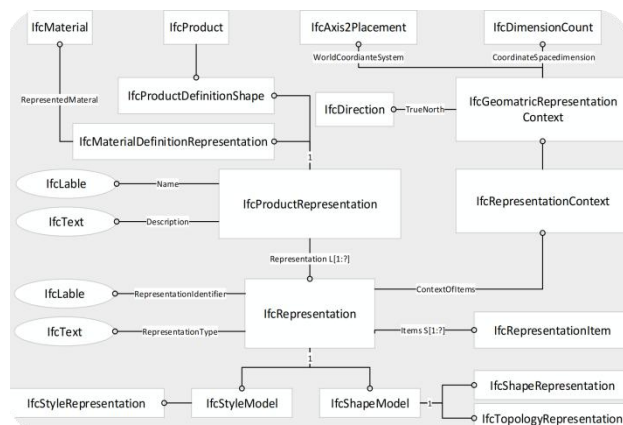 IfcMaterial
IfcProduct
IfcAxis2Placement
IfcDimensionCount
WorldCoordianteSystem
CoordinateSpacedimension
RepresentedMateral
IfcProductDefinitionShape
IfcDirection
TrueNorth
IfcGeomatricRepresentation
Context
IfcMaterialDefinitionRepresentation
1
IfcLable
Name
IfcProductRepresentation
IfcRepresentationContext
IfcText
Description
Representation L[1:?]
IfcLable
RepresentationIdentifier
ContextOfItems
IfcRepresentation
IfcText
RepresentationType
Items S[1:?]
IfcRepresentationItem
1
IfcStyleRepresentation
IfcStyleModel
IfcShapeModel
1
IfcShapeRepresentation
IfcTopologyRepresentation